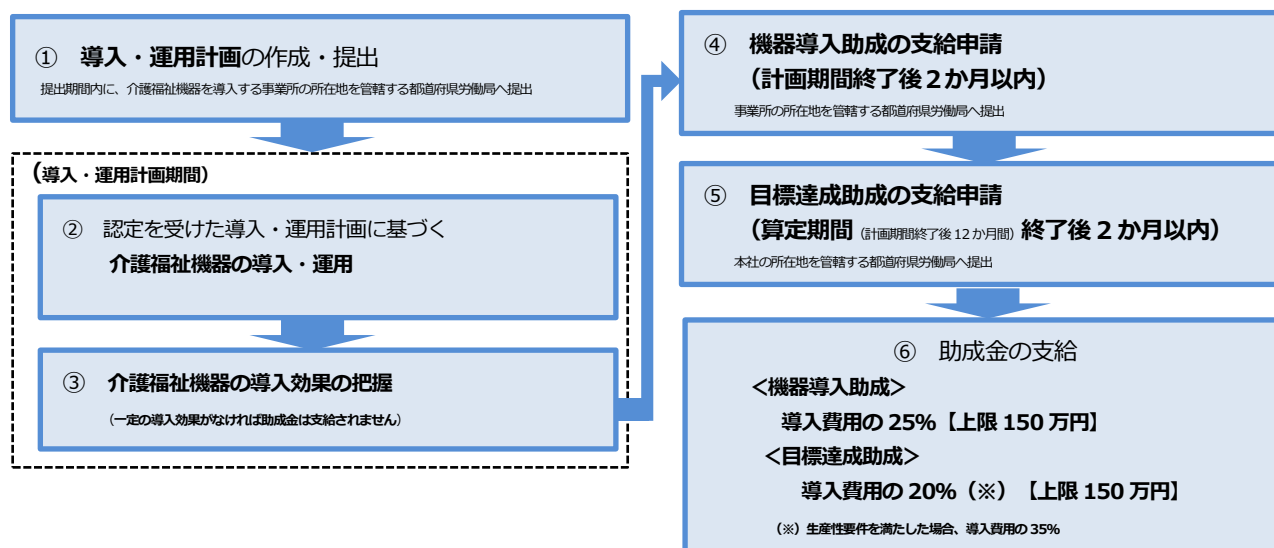 ① 導入・運用計画の作成・提出
提出期間内に、介護福祉機器を導入する事業所の所在地を管轄する都道府県労働局へ提出
（導入・運用計画期間）
② 認定を受けた導入・運用計画に基づく
介護福祉機器の導入・運用
③ 介護福祉機器の導入効果の把握
（一定の導入効果がなければ助成金は支給されません）
④ 機器導入助成の支給申請
（計画期間終了後２か月以内）
事業所の所在地を管轄する都道府県労働局へ提出
⑤ 目標達成助成の支給申請
（算定期間（計画期間終了後 12 か月間）終了後 2 か月以内）
本社の所在地を管轄する都道府県労働局へ提出
⑥ 助成金の支給
＜機器導入助成＞
導入費用の 25%【上限 150 万円】
＜目標達成助成＞
導入費用の 20%（※）【上限 150 万円】
（※）生産性要件を満たした場合、導入費用の 35%